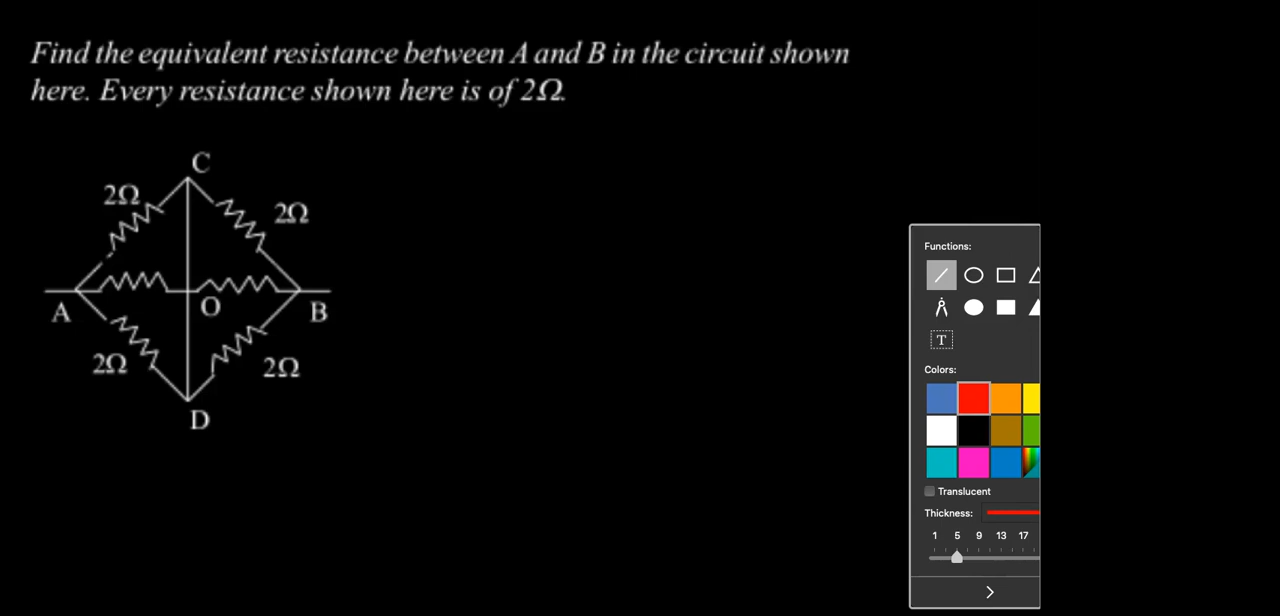 Find the equivalent resistance between A and B in the circuit shown
here. Every resistance shown here is of 2Ω.
C
2Ω
2Ω
A
O
B
2Ω
2Ω
D
Functions:
T
Colors:
Translucent
Thickness:
1 5 9 13 17